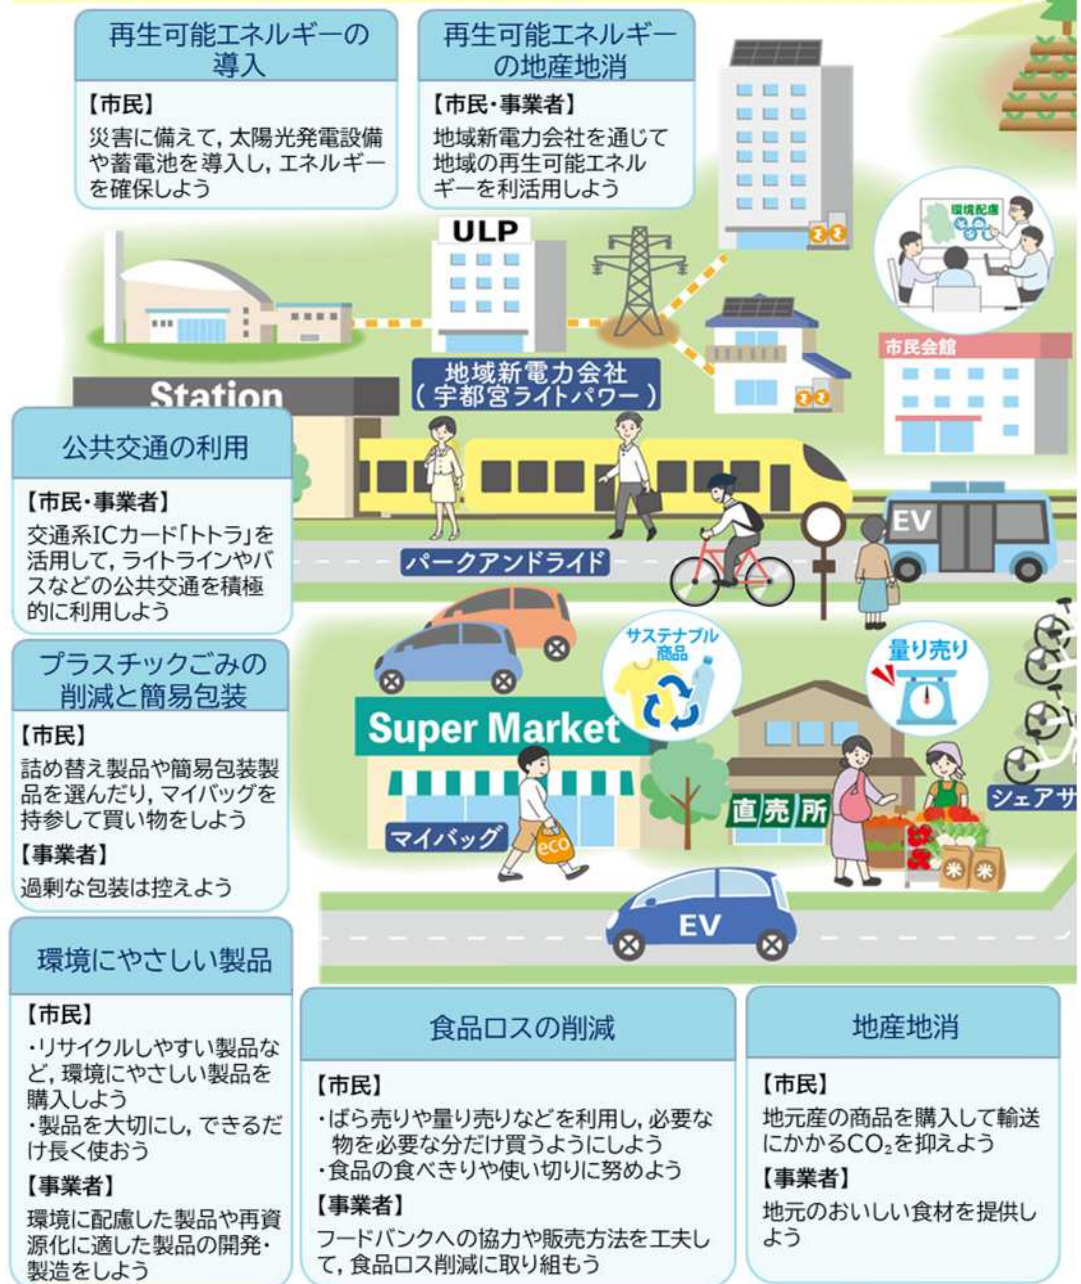 再生可能エネルギーの
導入
【市民】
災害に備えて，太陽光発電設備
や蓄電池を導入し，エネルギー
を確保しよう
再生可能エネルギー
の地産地消
【市民・事業者】
地域新電力会社を通じて
地域の再生可能エネル
ギーを利活用しよう
環境配慮
ULP
市民会館
地域新電力会社
（宇都宮ライトパワー）
Station
公共交通の利用
【市民・事業者】
交通系ICカード「トトラ」を
活用して，ライトラインやバ
スなどの公共交通を積極
的に利用しよう
EV
パークアンドライド
サステナブル
商品
量り売り
プラスチックごみの
削減と簡易包装
【市民】
詰め替え製品や簡易包装製
品を選んだり，マイバッグを
持参して買い物をしよう
【事業者】
過剰な包装は控えよう
Super Market
マイバッグ
eco
直売所
米
米
シェアサ
EV
環境にやさしい製品
【市民】
・リサイクルしやすい製品な
ど，環境にやさしい製品を
購入しよう
・製品を大切にし，できるだ
け長く使おう
【事業者】
環境に配慮した製品や再資
源化に適した製品の開発・
製造をしよう
食品ロスの削減
【市民】
・ばら売りや量り売りなどを利用し，必要な
物を必要な分だけ買うようにしよう
・食品の食べきりや使い切りに努めよう
【事業者】
フードバンクへの協力や販売方法を工夫し
て，食品ロス削減に取り組もう
地産地消
【市民】
地元産の商品を購入して輸送
にかかるCO₂を抑えよう
【事業者】
地元のおいしい食材を提供し
よう